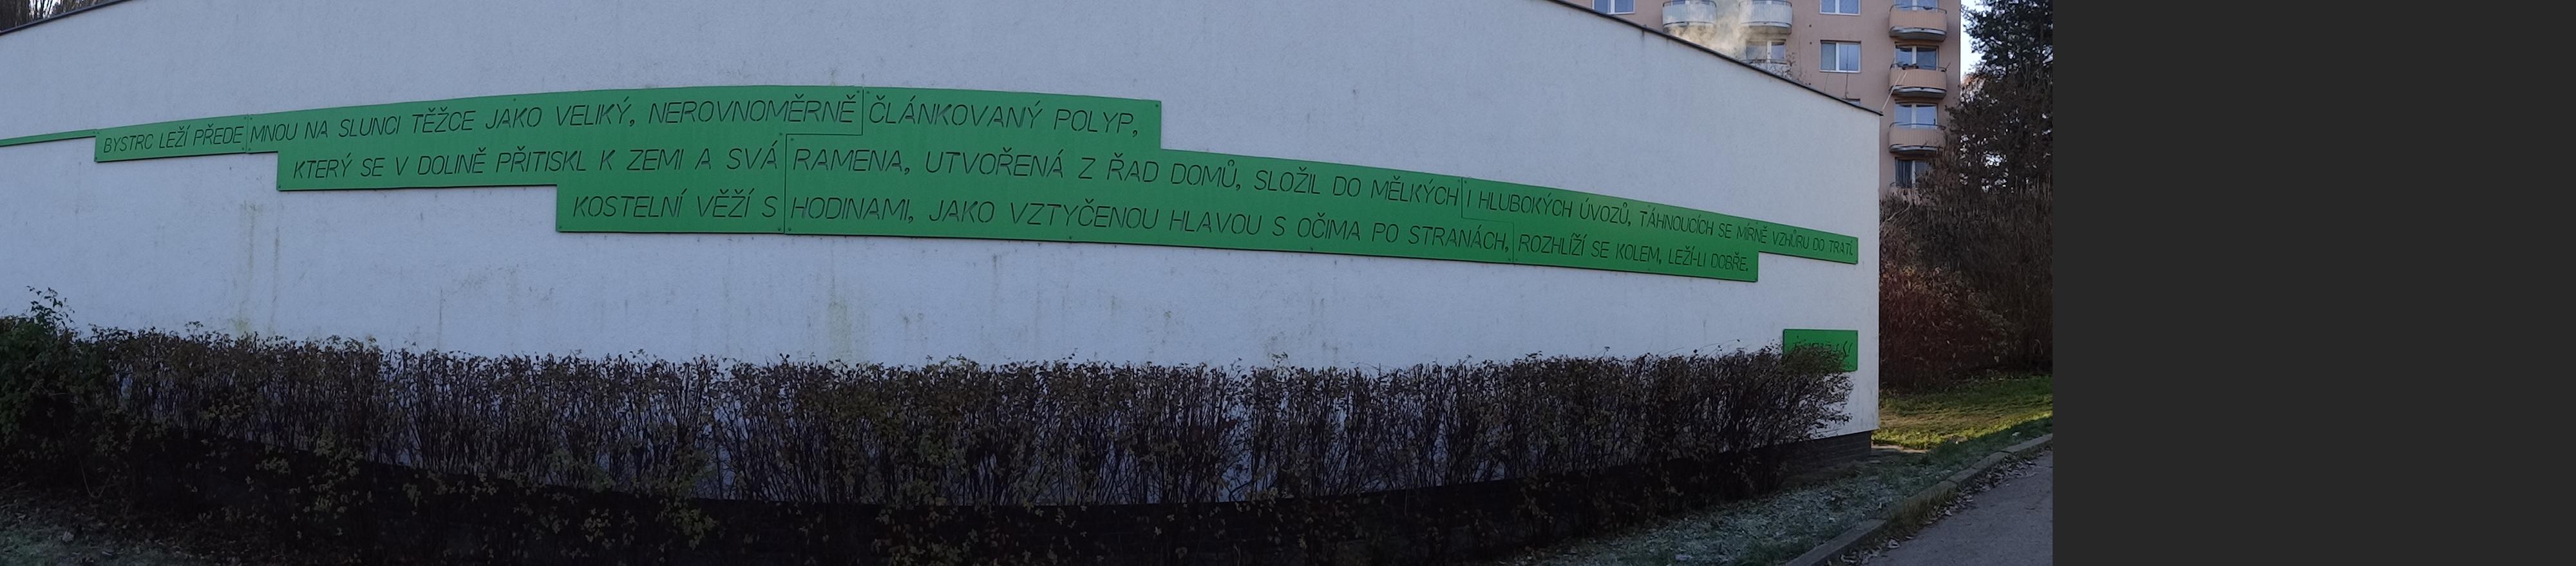 BYSTRC LEŽÍ PŘEDE MNOU NA SLUNCI TĚŽCE JAKO VELIKÝ, NEROVNOMĚRNĚ ČLÁNKOVANÝ POLYP,
KTERÝ SE V DOLINĚ PŘITISKL K ZEMI A SVÁ RAMENA, UTVOŘENÁ Z ŘAD DOMŮ, SLOŽIL DO MĚLKÝCH I HLUBOKÝCH ÚVOZŮ, TÁHNOUCÍCH SE MÍRNĚ VZHŮRU DO TRATÍ.
KOSTELNÍ VĚŽÍ S HODINAMI, JAKO VZTYČENOU HLAVOU S OČIMA PO STRANÁCH, ROZHLÍŽÍ SE KOLEM, LEŽÍ-LI DOBŘE.